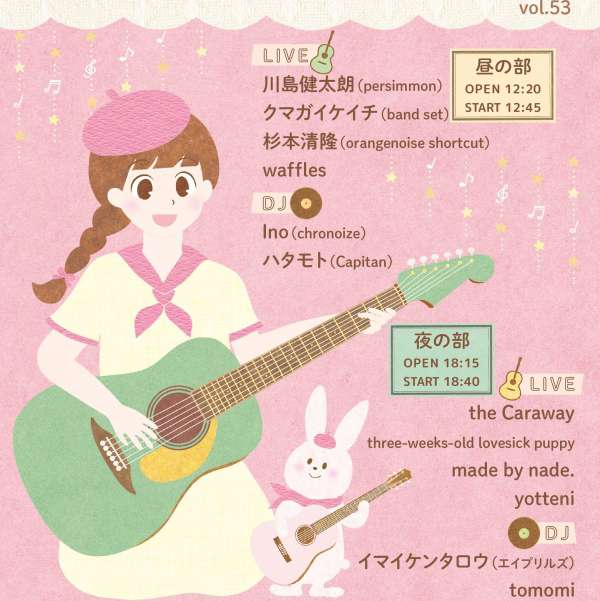 vol.53
LIVE
川島健太朗(persimmon)
クマガイケイチ(band set)
杉本清隆(orangenoise shortcut)
waffles
DJ
Ino(chronoize)
ハタモト(Capitan)
昼の部
OPEN 12:20
START 12:45
夜の部
OPEN 18:15
START 18:40
LIVE
the Caraway
three-weeks-old lovesick puppy
made by nade.
yotteni
DJ
イマイケンタロウ(エイプリルズ)
tomomi